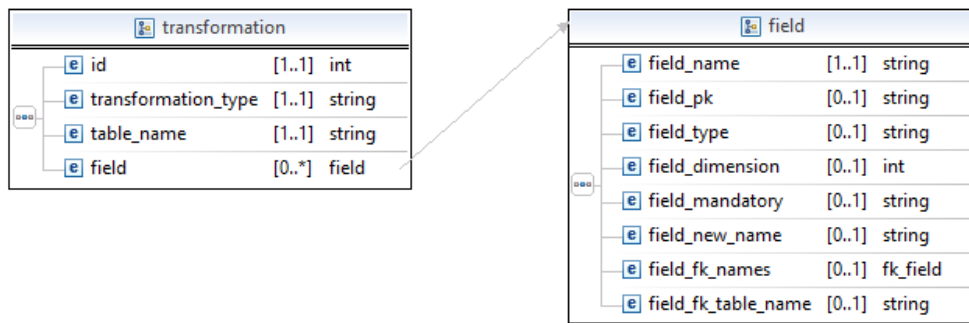 transformation
id [1..1] int
transformation_type [1..1] string
table_name [1..1] string
field [0..*] field
field
field_name [1..1] string
field_pk [0..1] string
field_type [0..1] string
field_dimension [0..1] int
field_mandatory [0..1] string
field_new_name [0..1] string
field_fk_names [0..1] fk_field
field_fk_table_name [0..1] string